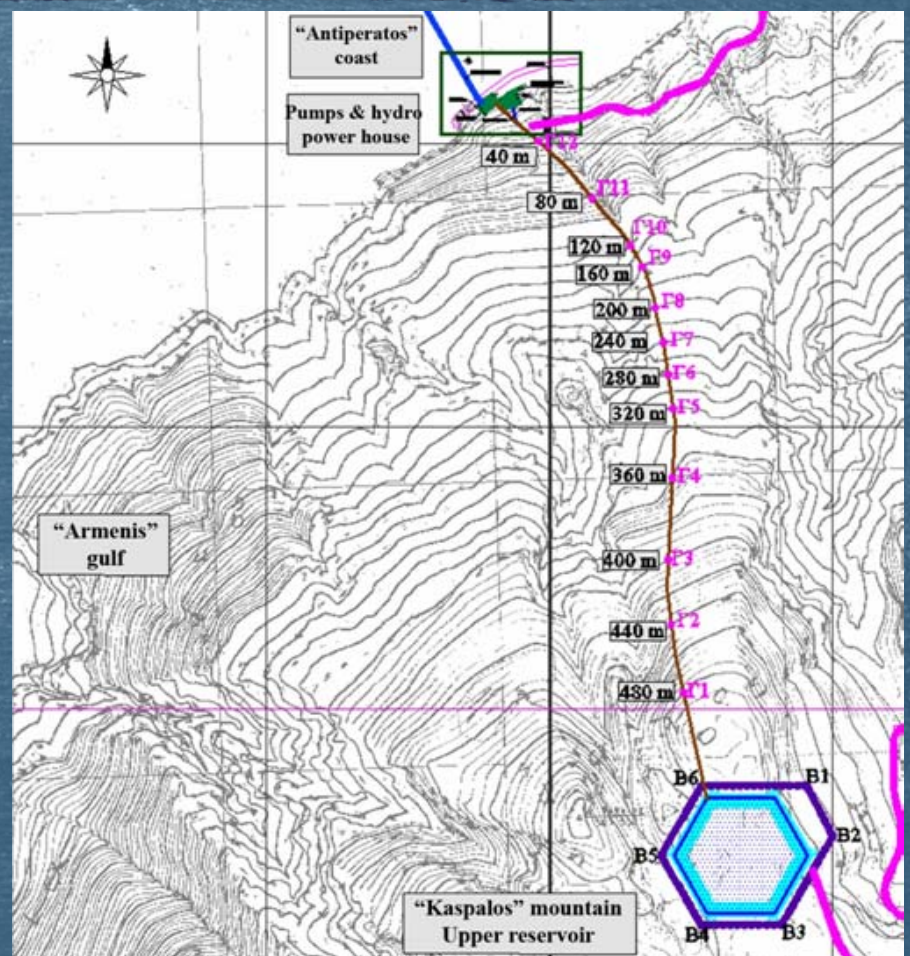 “Antiperatos”
coast
Pumps & hydro
power house
Γ12
40 m
Γ11
80 m
Γ10
120 m
Γ9
160 m
Γ8
200 m
Γ7
240 m
Γ6
280 m
Γ5
320 m
Γ4
360 m
“Armenis”
gulf
Γ3
400 m
Γ2
440 m
Γ1
480 m
B6
B1
B2
B5
“Kaspalos” mountain
Upper reservoir
B4
B3